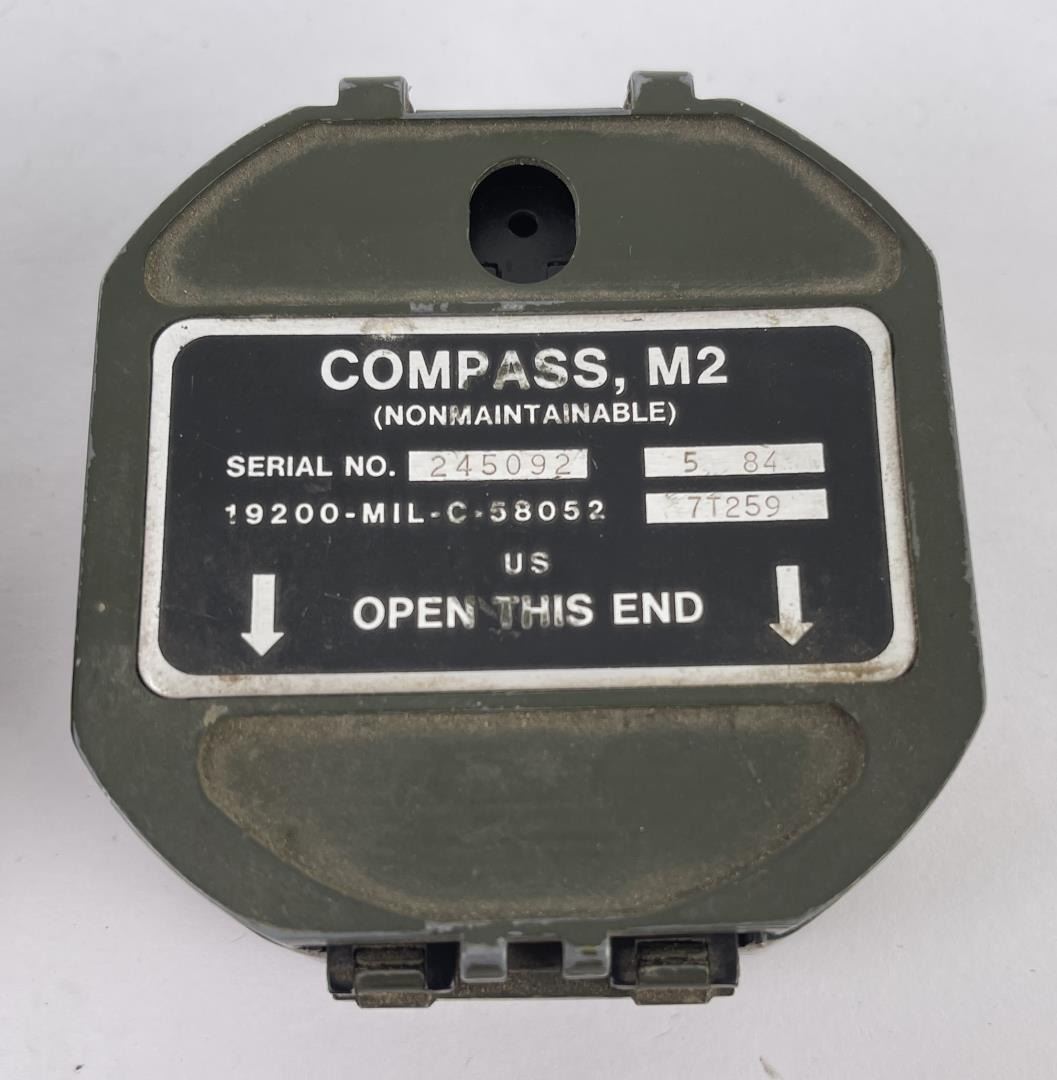 COMPASS, M2
(NONMAINTAINABLE)
SERIAL NO. 245092 5 84
19200-MIL-C-58052 7T259
US
OPEN THIS END